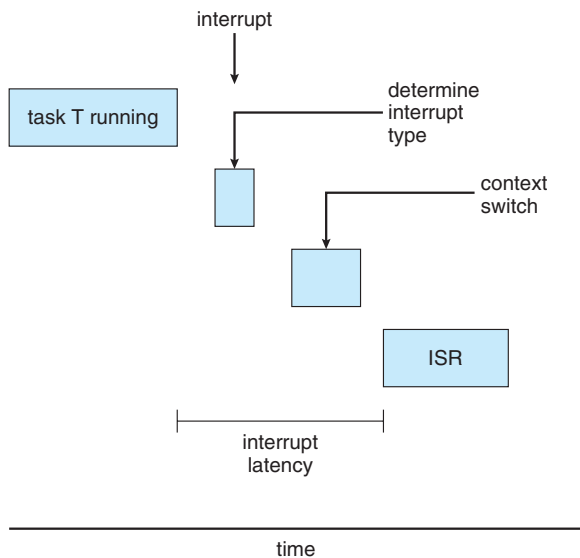 interrupt
task T running
determine
interrupt
type
context
switch
ISR
interrupt
latency
time